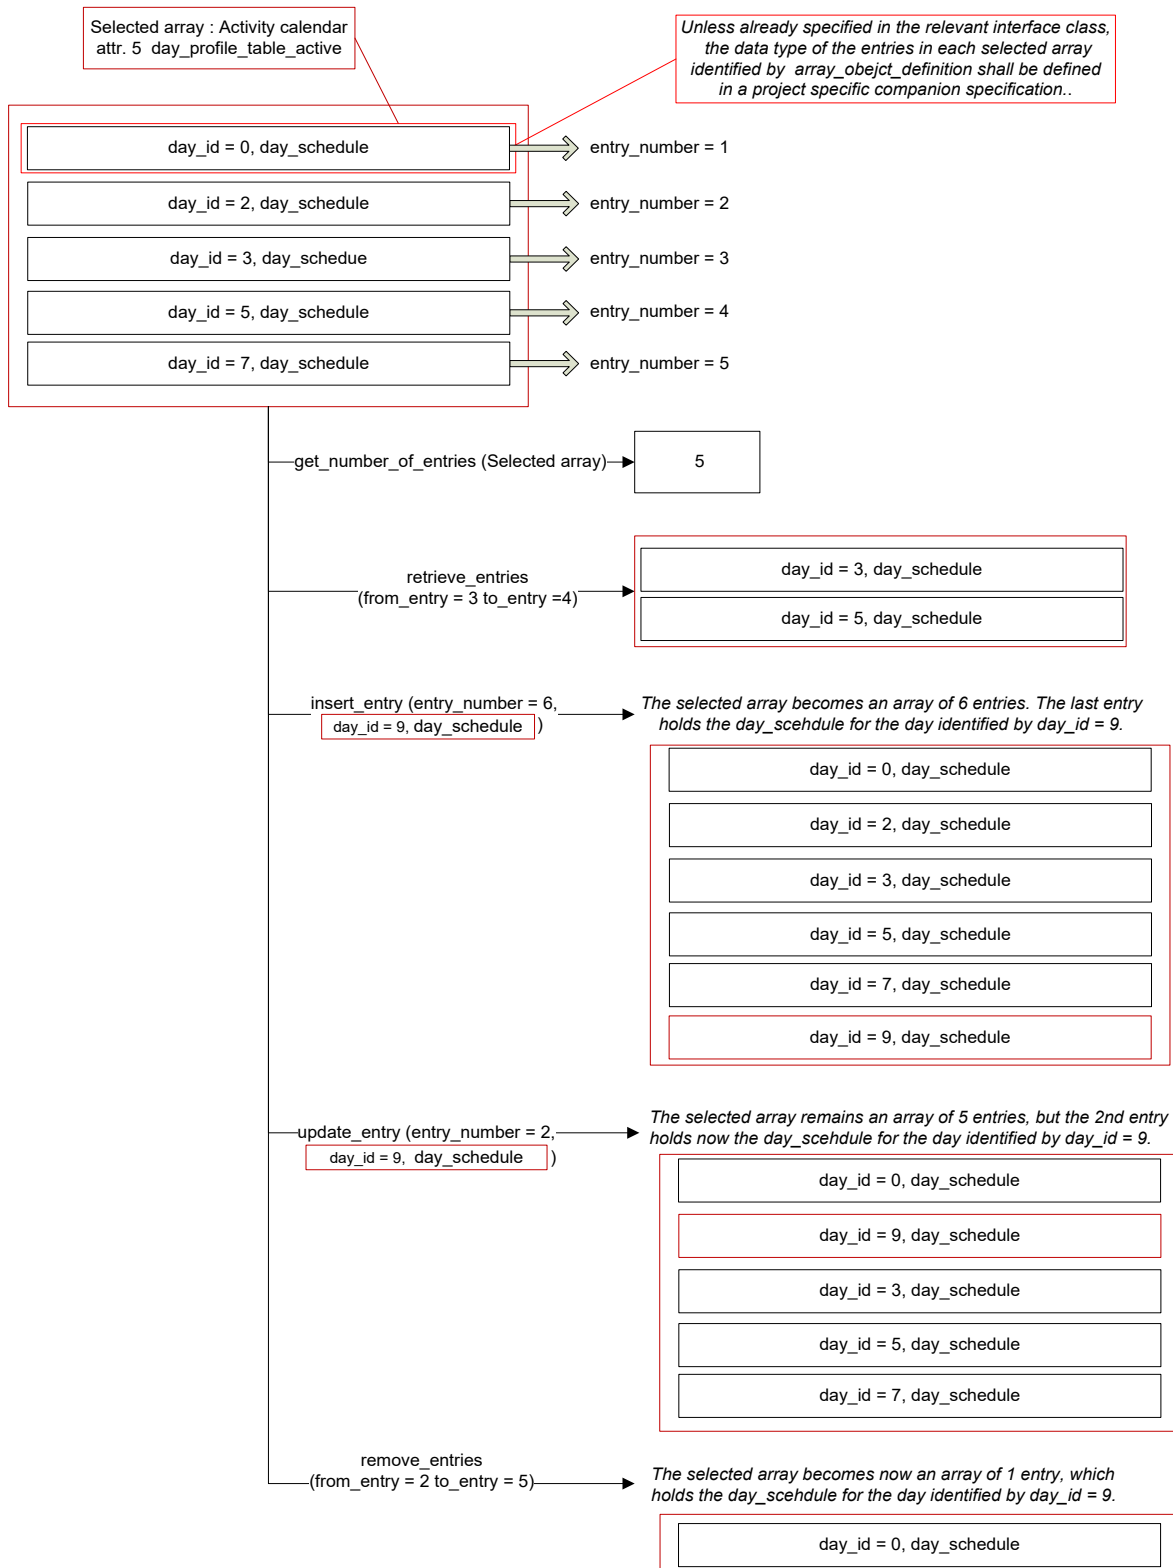 Selected array : Activity calendar
attr. 5  day_profile_table_active
Unless already specified in the relevant interface class,
the data type of the entries in each selected array
identified by  array_obejct_definition shall be defined
in a project specific companion specification..
day_id = 0, day_schedule
entry_number = 1
day_id = 2, day_schedule
entry_number = 2
day_id = 3, day_schedue
entry_number = 3
day_id = 5, day_schedule
entry_number = 4
day_id = 7, day_schedule
entry_number = 5
get_number_of_entries (Selected array)
5
retrieve_entries
(from_entry = 3 to_entry =4)
day_id = 3, day_schedule
day_id = 5, day_schedule
insert_entry (entry_number = 6,
day_id = 9, day_schedule )
The selected array becomes an array of 6 entries. The last entry
holds the day_scehdule for the day identified by day_id = 9.
day_id = 0, day_schedule
day_id = 2, day_schedule
day_id = 3, day_schedule
day_id = 5, day_schedule
day_id = 7, day_schedule
day_id = 9, day_schedule
update_entry (entry_number = 2,
day_id = 9,  day_schedule )
The selected array remains an array of 5 entries, but the 2nd entry
holds now the day_scehdule for the day identified by day_id = 9.
day_id = 0, day_schedule
day_id = 9, day_schedule
day_id = 3, day_schedule
day_id = 5, day_schedule
day_id = 7, day_schedule
remove_entries
(from_entry = 2 to_entry = 5)
The selected array becomes now an array of 1 entry, which
holds the day_scehdule for the day identified by day_id = 9.
day_id = 0, day_schedule